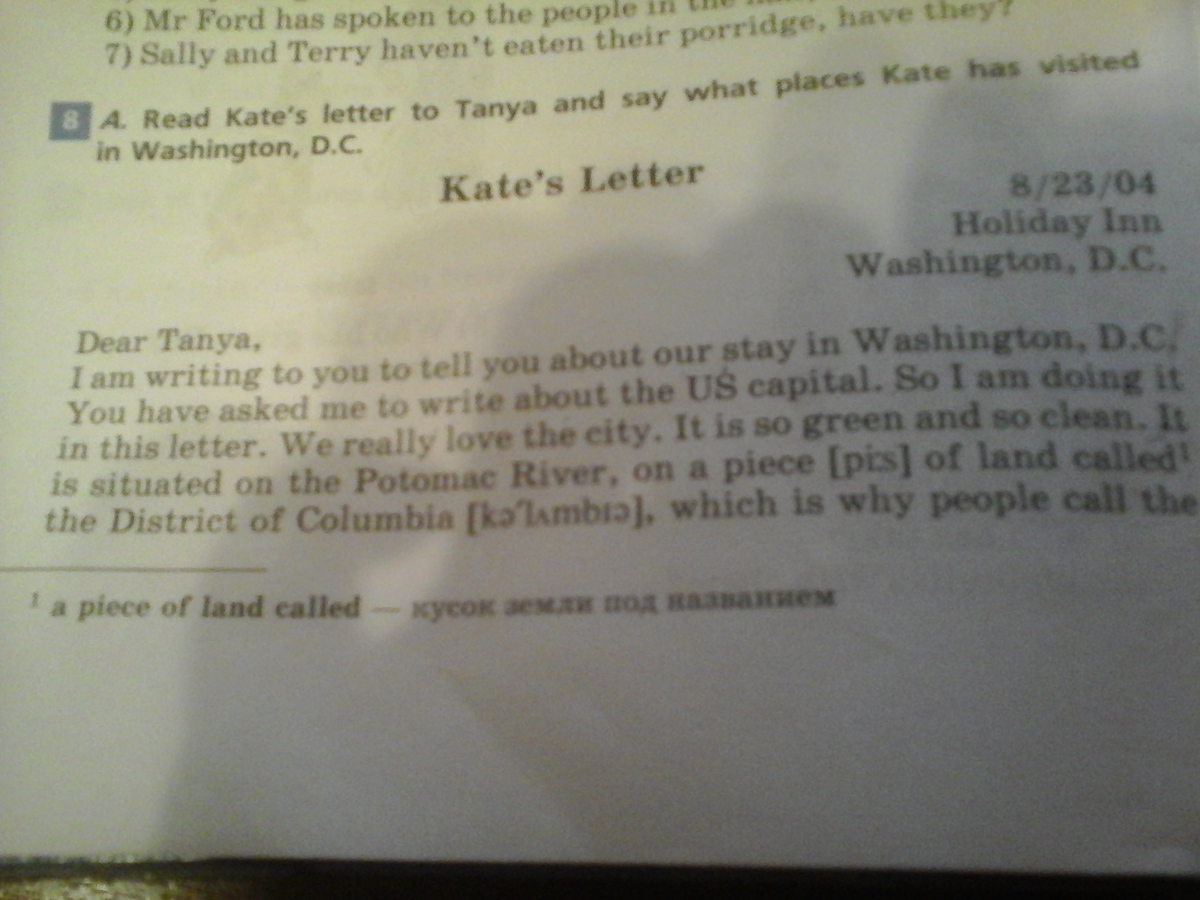 6) Mr Ford has spoken to the people in the
7) Sally and Terry haven't eaten their porridge, have they?
8 A. Read Kate's letter to Tanya and say what places Kate has visited
in Washington, D.C.
Kate's Letter
8/23/04
Holiday Inn
Washington, D.C.
Dear Tanya,
I am writing to you to tell you about our stay in Washington, D.C.
You have asked me to write about the US capital. So I am doing it
in this letter. We really love the city. It is so green and so clean. It
is situated on the Potomac River, on a piece [piːs] of land called¹
the District of Columbia [kəˈlʌmbɪə], which is why people call the
¹ a piece of land called — кусок земли под названием